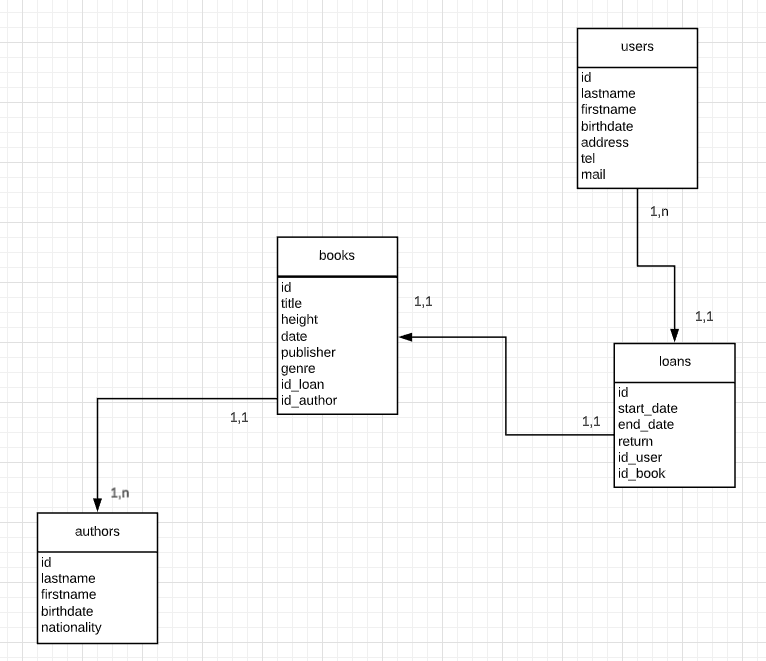 users
id
lastname
firstname
birthdate
address
tel
mail
1,n
1,1
books
id
title
height
date
publisher
genre
id_loan
id_author
1,1
1,1
loans
id
start_date
end_date
return
id_user
id_book
1,1
1,n
authors
id
lastname
firstname
birthdate
nationality